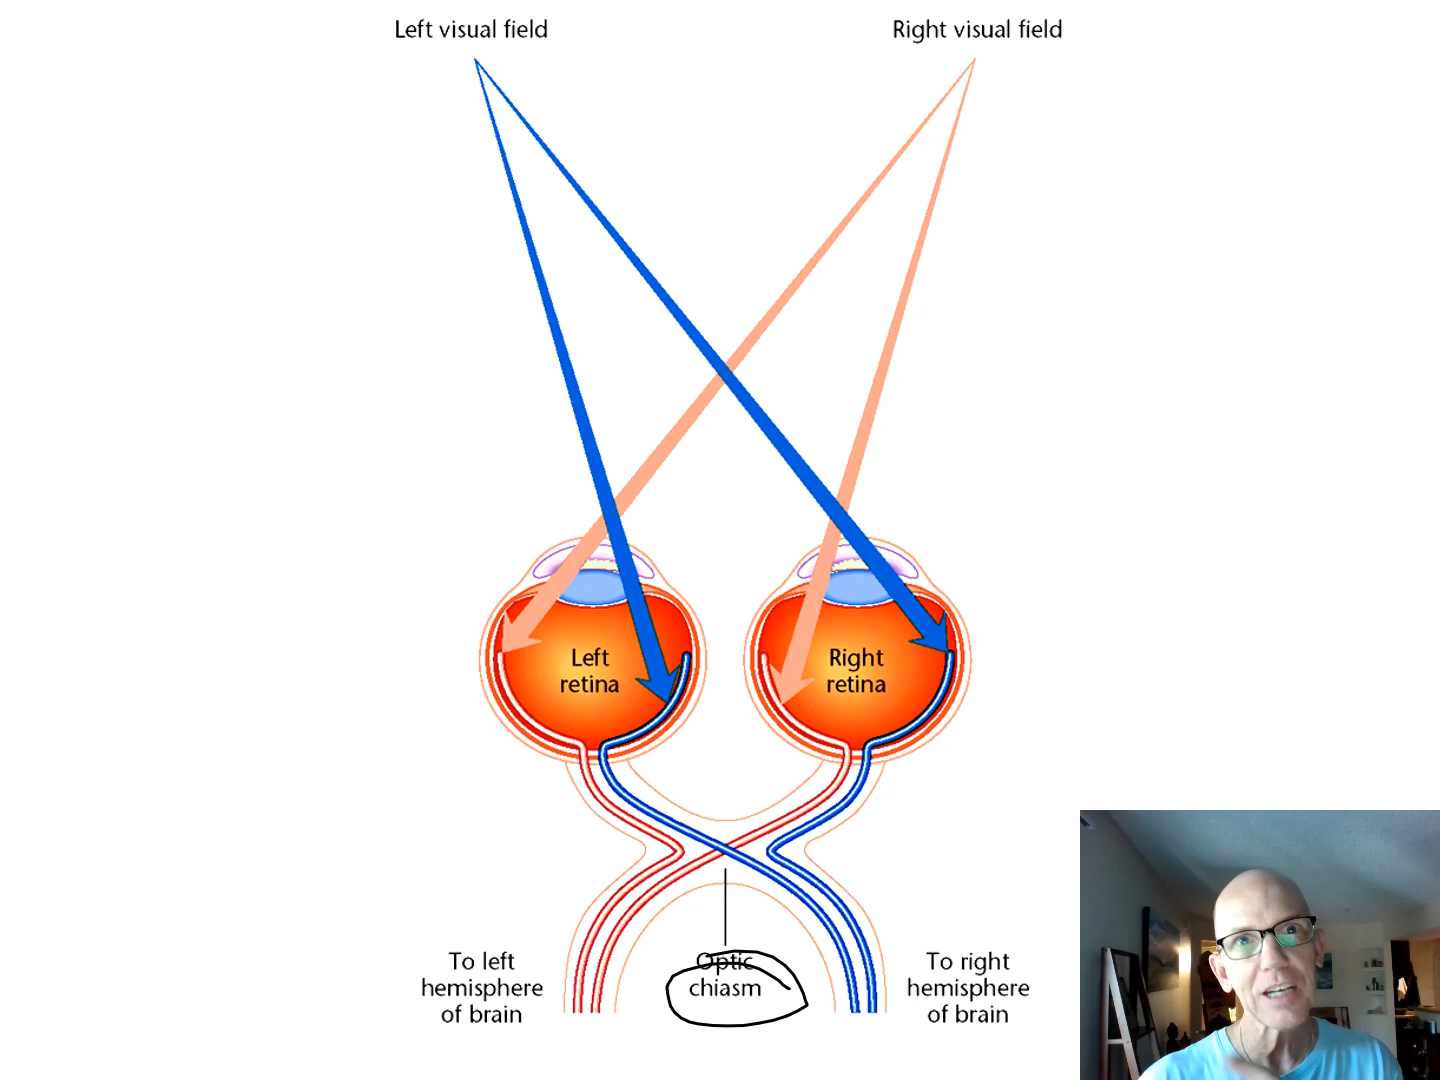 Left visual field
Right visual field
Left
retina
Right
retina
To left
hemisphere
of brain
Optic
chiasm
To right
hemisphere
of brain